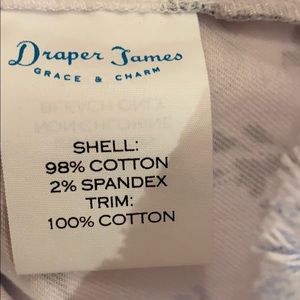 Draper James
GRACE & CHARM
SHELL:
98% COTTON
2% SPANDEX
TRIM:
100% COTTON